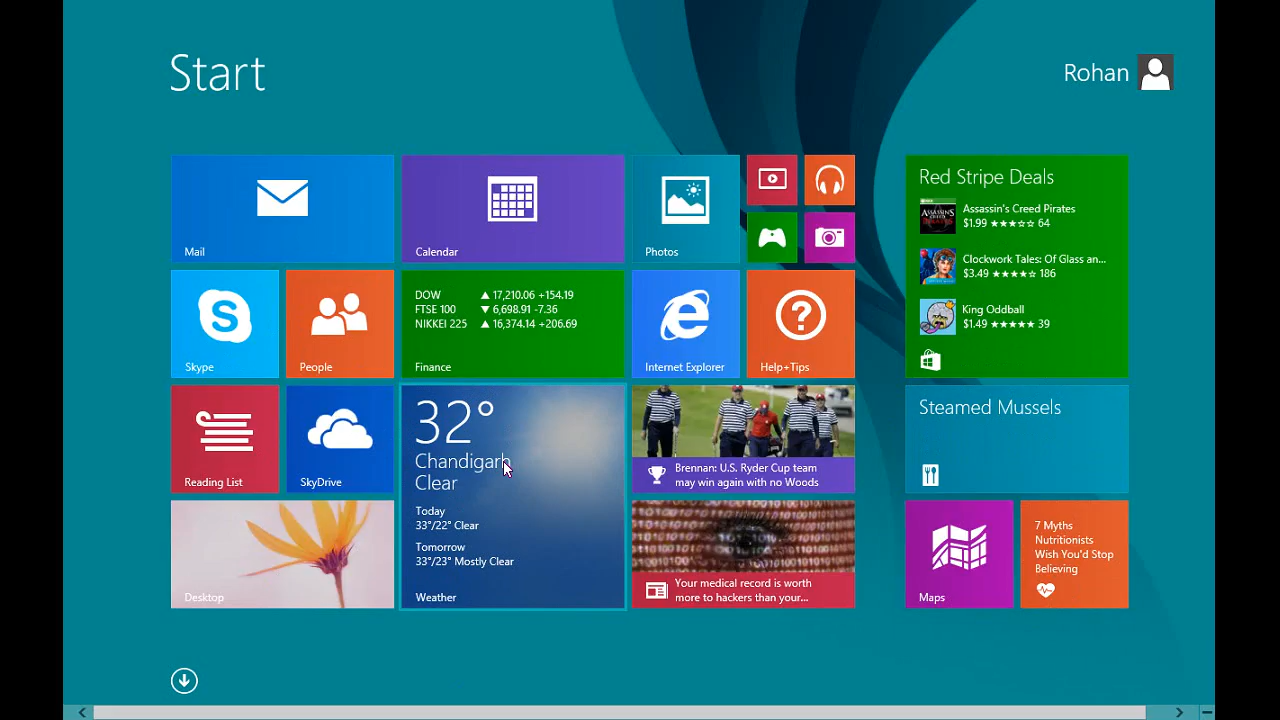 Start
Rohan
Mail
Calendar
Photos
Skype
People
DOW ▲ 17,210.06 +154.19
FTSE 100 ▼ 6,698.91 -7.36
NIKKEI 225 ▲ 16,374.14 +206.69
Finance
Internet Explorer
Help+Tips
Reading List
SkyDrive
Desktop
32°
Chandigarh
Clear
Today
33°/22° Clear
Tomorrow
33°/23° Mostly Clear
Weather
Brennan: U.S. Ryder Cup team
may win again with no Woods
Your medical record is worth
more to hackers than your...
Red Stripe Deals
Assassin's Creed Pirates
$1.99 ★★★☆☆ 64
Clockwork Tales: Of Glass an...
$3.49 ★★★★☆ 186
King Oddball
$1.49 ★★★★★ 39
Steamed Mussels
Maps
7 Myths
Nutritionists
Wish You'd Stop
Believing